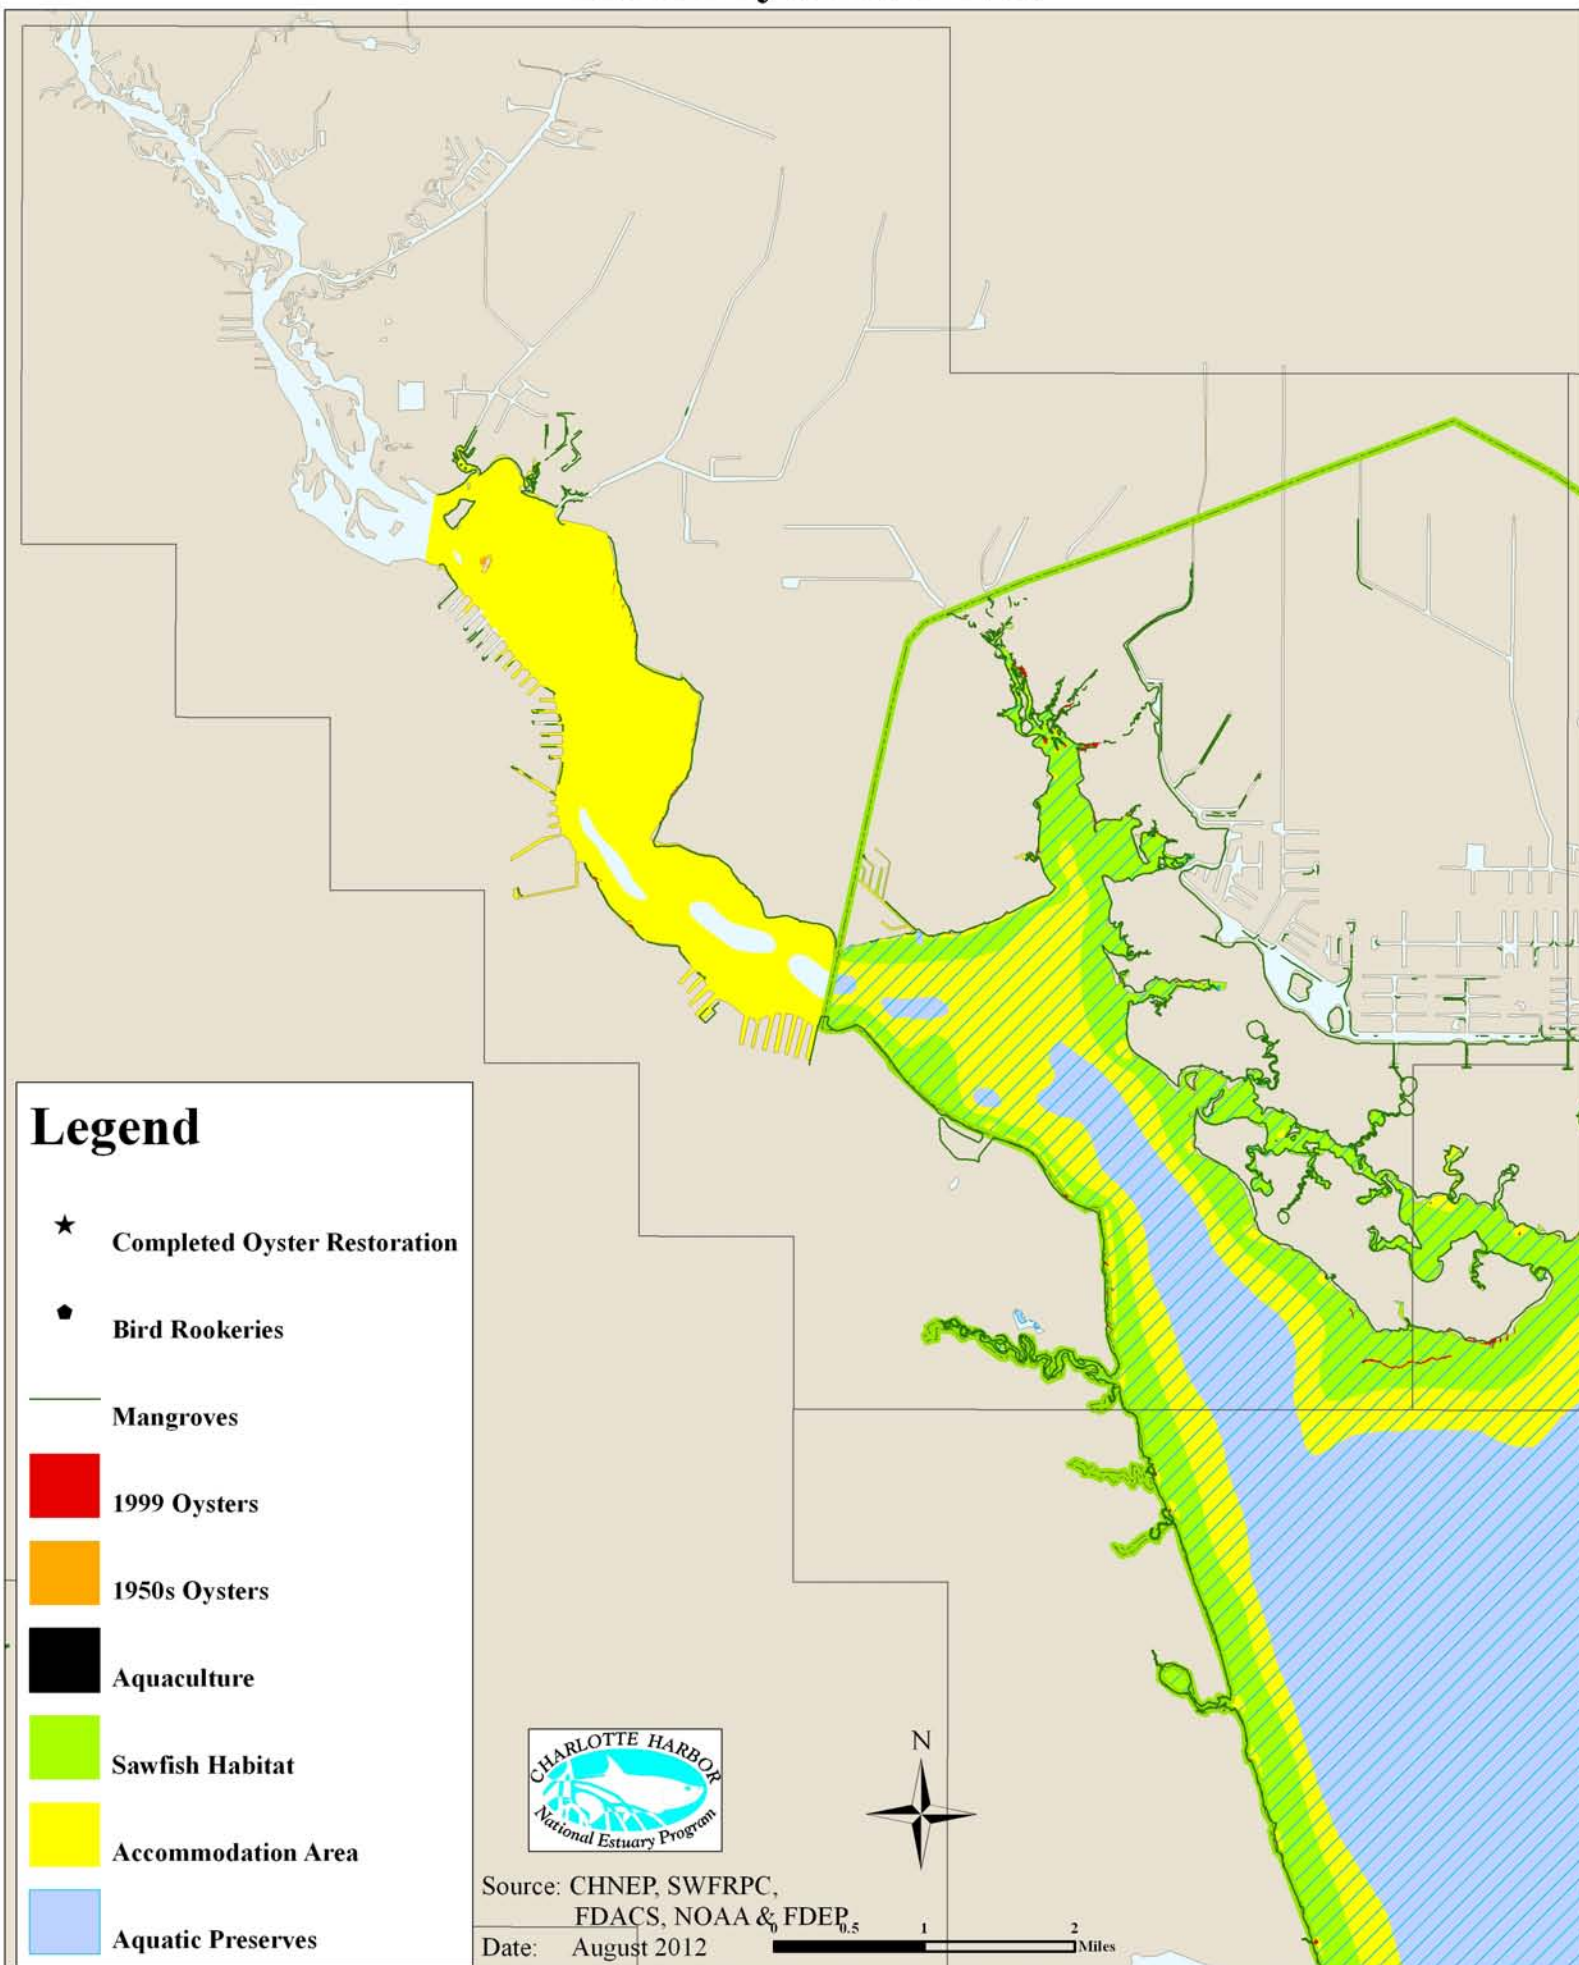 Legend
Completed Oyster Restoration
Bird Rookeries
Mangroves
1999 Oysters
1950s Oysters
Aquaculture
Sawfish Habitat
Accommodation Area
Aquatic Preserves
CHARLOTTE HARBOR
National Estuary Program
N
Source: CHNEP, SWFRPC,
FDACS, NOAA & FDEP
Date: August 2012
0 0.5 1 2
Miles